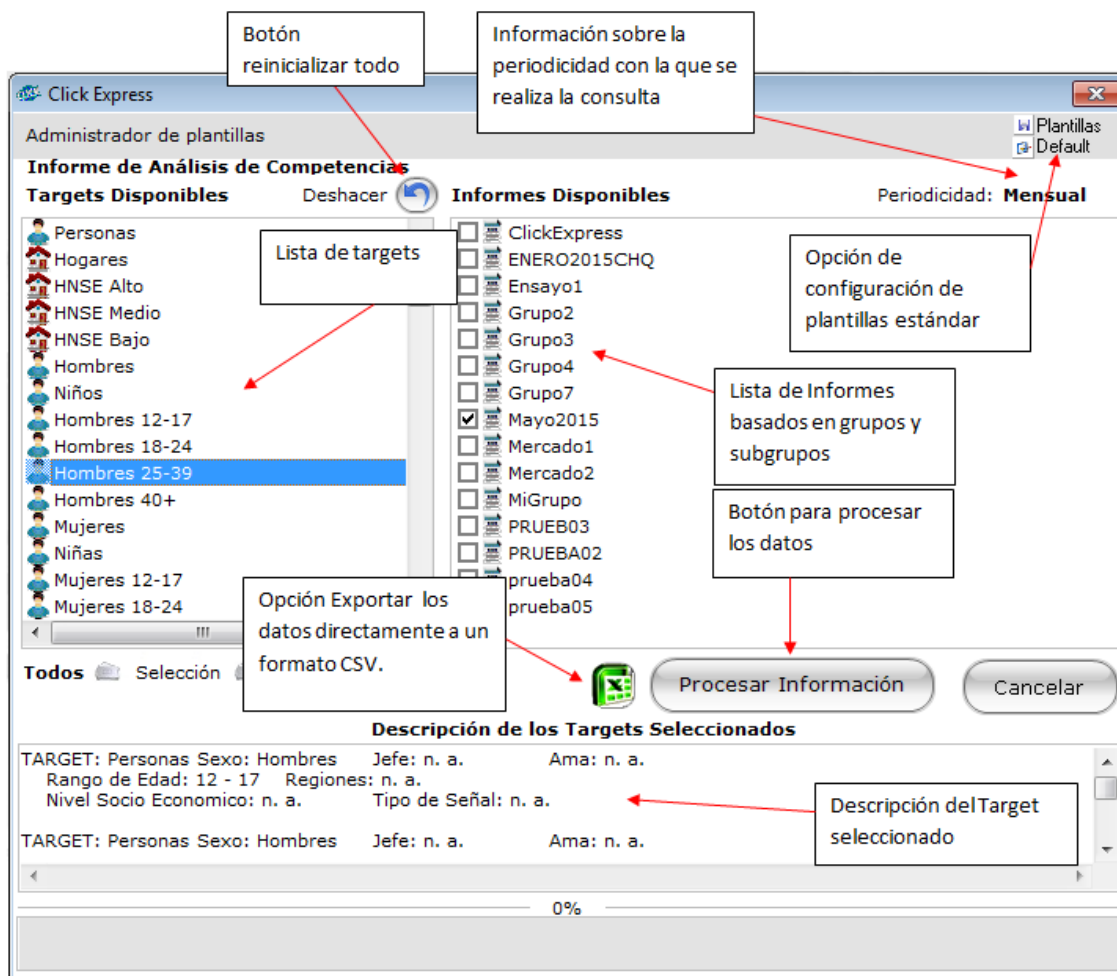 Botón
reinicializar todo
Información sobre la
periodicidad con la que se
realiza la consulta
Click Express
Administrador de plantillas
Plantillas
Default
Informe de Análisis de Competencias
Targets Disponibles
Deshacer
Informes Disponibles
Periodicidad: Mensual
Personas
Hogares
HNSE Alto
HNSE Medio
HNSE Bajo
Hombres
Niños
Hombres 12-17
Hombres 18-24
Hombres 25-39
Hombres 40+
Mujeres
Niñas
Mujeres 12-17
Mujeres 18-24
Lista de targets
ClickExpress
ENERO2015CHQ
Ensayo1
Grupo2
Grupo3
Grupo4
Grupo7
Mayo2015
Mercado1
Mercado2
MiGrupo
PRUEB03
PRUEBA02
prueba04
prueba05
Opción de
configuración de
plantillas estándar
Lista de Informes
basados en grupos y
subgrupos
Botón para procesar
los datos
Opción Exportar los
datos directamente a un
formato CSV.
Todos
Selección
Procesar Información
Cancelar
Descripción de los Targets Seleccionados
TARGET: Personas Sexo: Hombres Jefe: n. a. Ama: n. a.
Rango de Edad: 12 - 17 Regiones: n. a.
Nivel Socio Economico: n. a. Tipo de Señal: n. a.
TARGET: Personas Sexo: Hombres Jefe: n. a. Ama: n. a.
Descripción del Target
seleccionado
0%